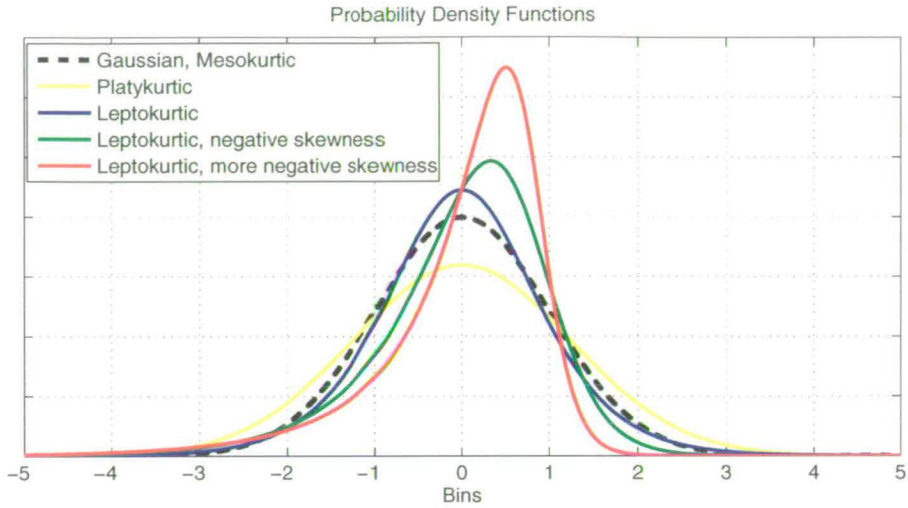 Probability Density Functions
Gaussian, Mesokurtic
Platykurtic
Leptokurtic
Leptokurtic, negative skewness
Leptokurtic, more negative skewness
−5 −4 −3 −2 −1 0 1 2 3 4 5
Bins